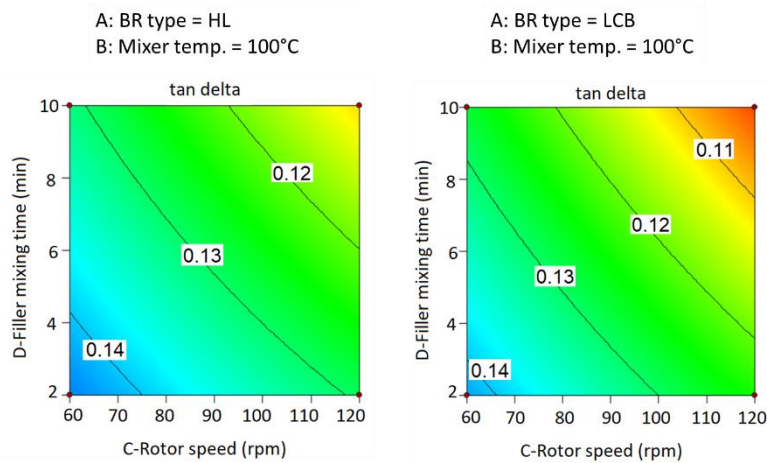 A: BR type = HL
B: Mixer temp. = 100°C
tan delta
D-Filler mixing time (min)
10
8
6
4
2
0.12
0.13
0.14
60 70 80 90 100 110 120
C-Rotor speed (rpm)
A: BR type = LCB
B: Mixer temp. = 100°C
tan delta
D-Filler mixing time (min)
10
8
6
4
2
0.11
0.12
0.13
0.14
60 70 80 90 100 110 120
C-Rotor speed (rpm)